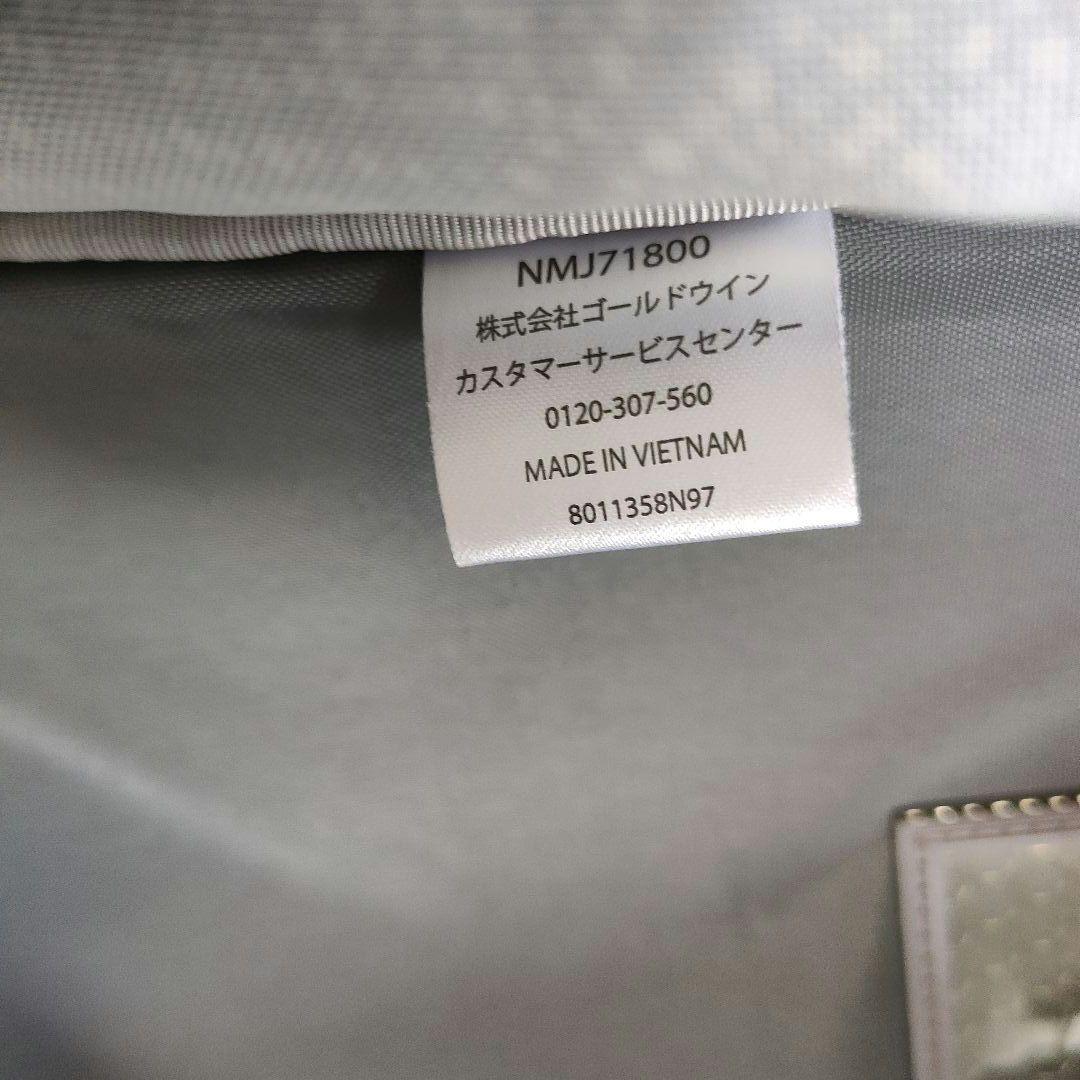 NMJ71800
株式会社ゴールドウイン
カスタマーサービスセンター
0120-307-560
MADE IN VIETNAM
8011358N97